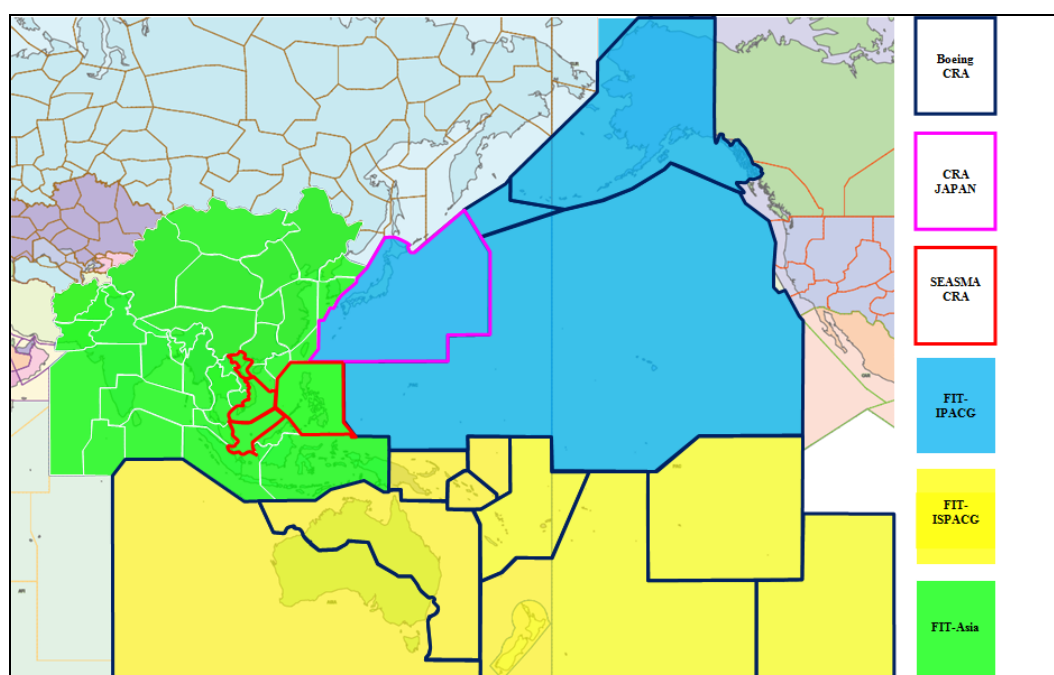 Boeing
CRA
CRA
JAPAN
SEASMA
CRA
FIT-
IPACG
FIT-
ISPACG
FIT-Asia